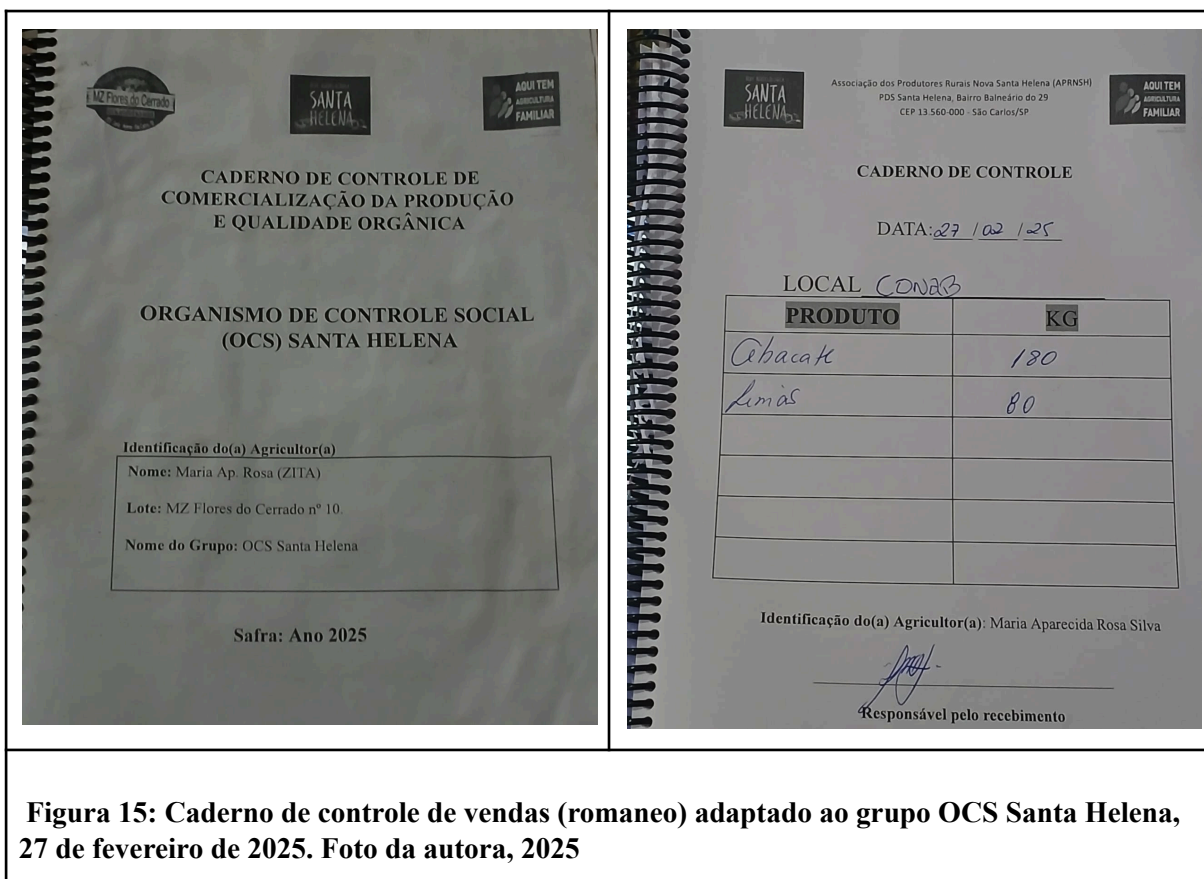 MZ Flores do Cerrado
SANTA
HELENA
AQUI TEM
AGRICULTURA
FAMILIAR
CADERNO DE CONTROLE DE
COMERCIALIZAÇÃO DA PRODUÇÃO
E QUALIDADE ORGÂNICA
ORGANISMO DE CONTROLE SOCIAL
(OCS) SANTA HELENA
Identificação do(a) Agricultor(a)
Nome: Maria Ap. Rosa (ZITA)
Lote: MZ Flores do Cerrado nº 10.
Nome do Grupo: OCS Santa Helena
Safra: Ano 2025
SANTA
HELENA
Associação dos Produtores Rurais Nova Santa Helena (APRNSH)
PDS Santa Helena, Bairro Balneário do 29
CEP 13.560-000 - São Carlos/SP
AQUI TEM
AGRICULTURA
FAMILIAR
CADERNO DE CONTROLE
DATA: 27 / 02 / 25
LOCAL CONAB
PRODUTO KG
Abacate 180
Limão 80
Identificação do(a) Agricultor(a): Maria Aparecida Rosa Silva
Responsável pelo recebimento
Figura 15: Caderno de controle de vendas (romaneo) adaptado ao grupo OCS Santa Helena,
27 de fevereiro de 2025. Foto da autora, 2025